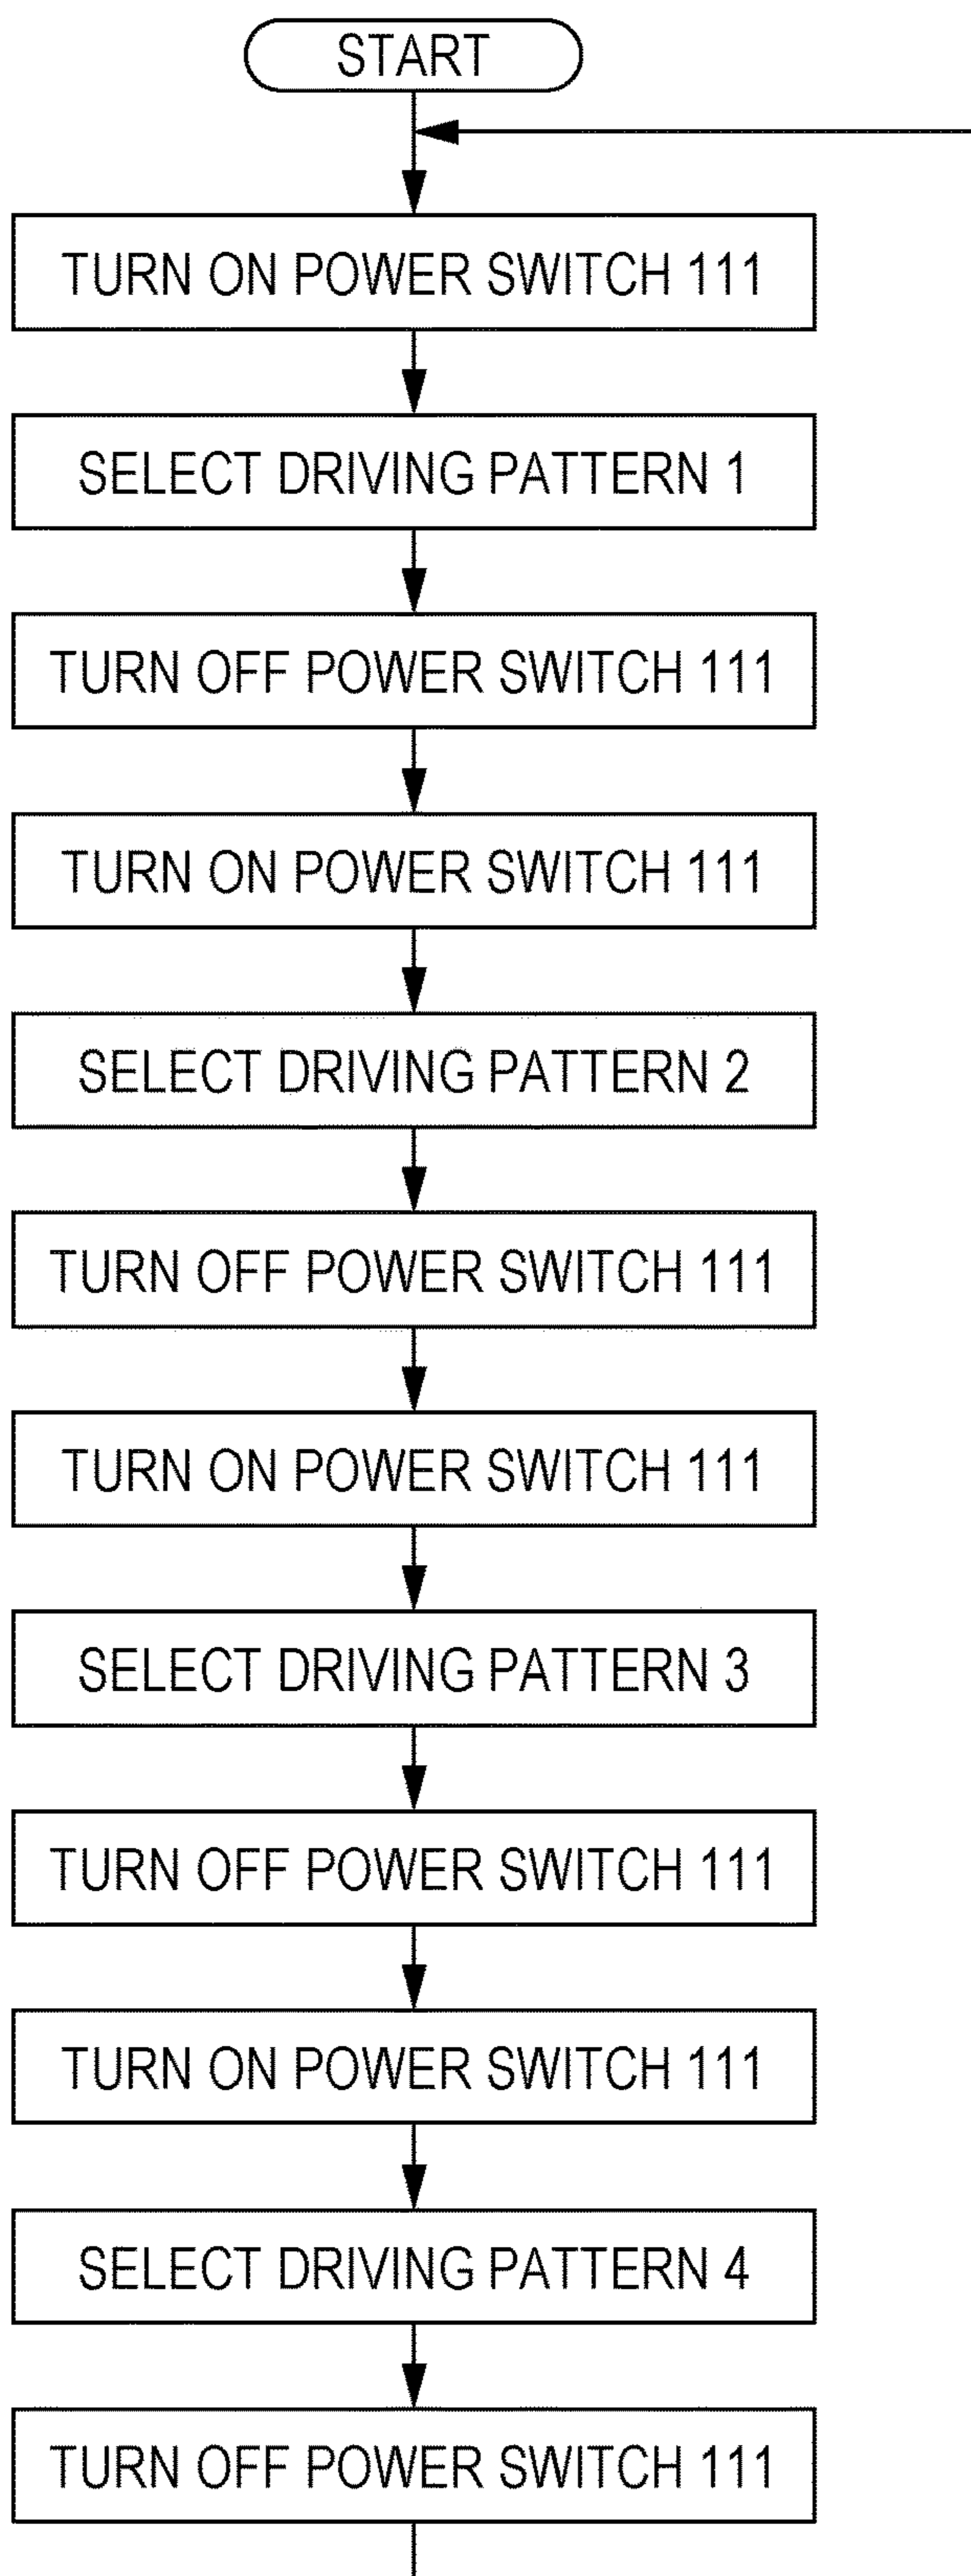 START
TURN ON POWER SWITCH 111
SELECT DRIVING PATTERN 1
TURN OFF POWER SWITCH 111
TURN ON POWER SWITCH 111
SELECT DRIVING PATTERN 2
TURN OFF POWER SWITCH 111
TURN ON POWER SWITCH 111
SELECT DRIVING PATTERN 3
TURN OFF POWER SWITCH 111
TURN ON POWER SWITCH 111
SELECT DRIVING PATTERN 4
TURN OFF POWER SWITCH 111